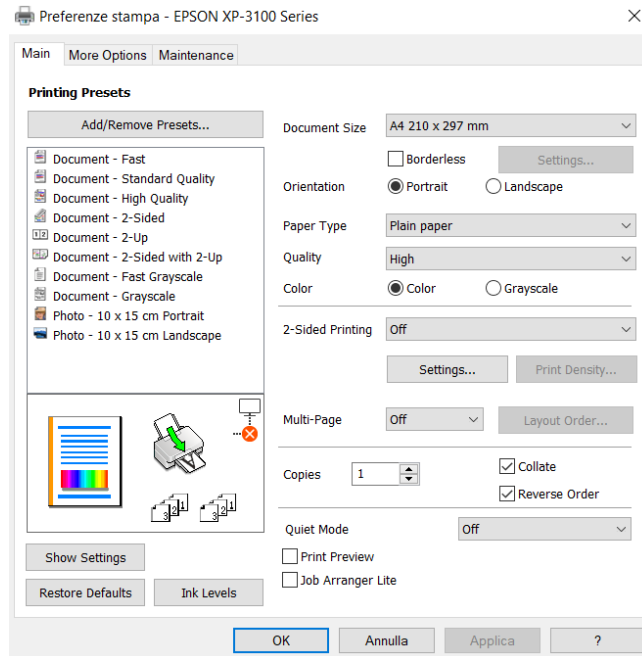 Preferenze stampa - EPSON XP-3100 Series
Main
More Options
Maintenance
Printing Presets
Add/Remove Presets...
Document - Fast
Document - Standard Quality
Document - High Quality
Document - 2-Sided
Document - 2-Up
Document - 2-Sided with 2-Up
Document - Fast Grayscale
Document - Grayscale
Photo - 10 x 15 cm Portrait
Photo - 10 x 15 cm Landscape
Show Settings
Restore Defaults
Ink Levels
Document Size
A4 210 x 297 mm
Borderless
Settings...
Orientation
Portrait
Landscape
Paper Type
Plain paper
Quality
High
Color
Color
Grayscale
2-Sided Printing
Off
Settings...
Print Density...
Multi-Page
Off
Layout Order...
Copies
1
Collate
Reverse Order
Quiet Mode
Off
Print Preview
Job Arranger Lite
OK
Annulla
Applica
?